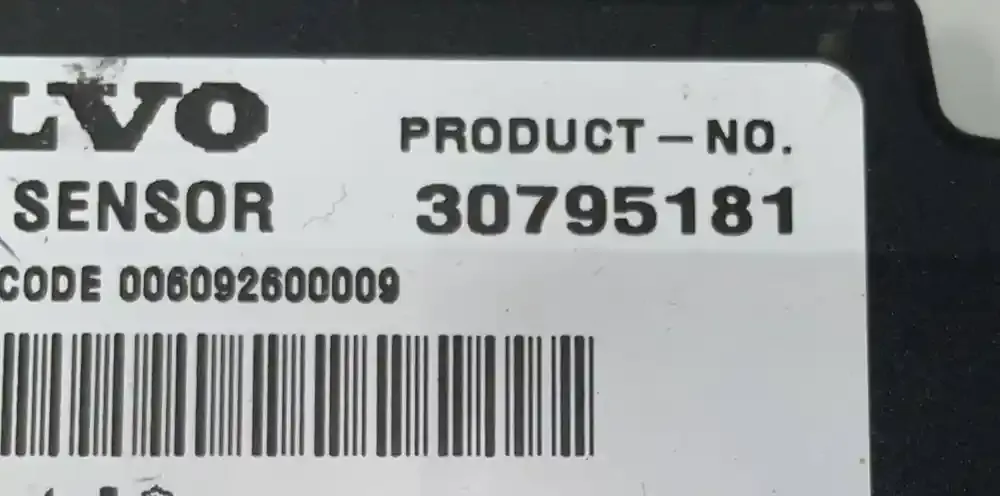 LVO
PRODUCT – NO.
SENSOR
30795181
CODE 006092600009